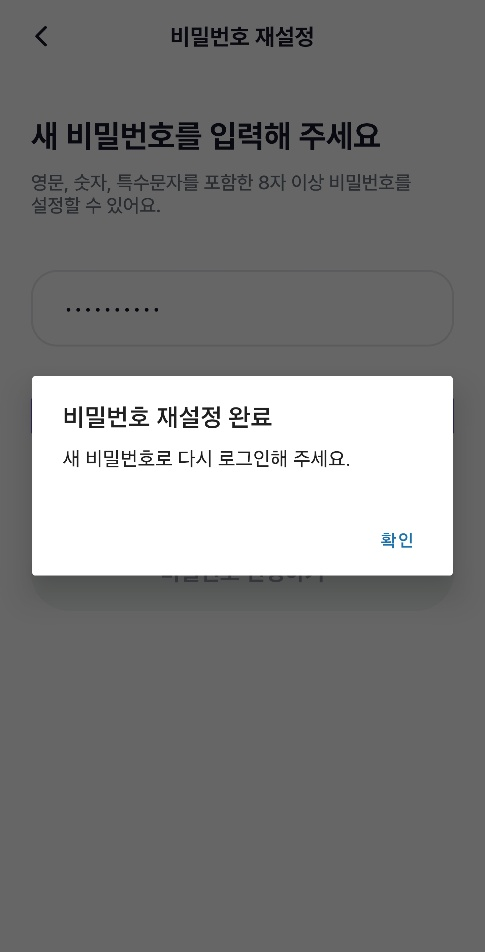 비밀번호 재설정
새 비밀번호를 입력해 주세요
영문, 숫자, 특수문자를 포함한 8자 이상 비밀번호를
설정할 수 있어요.
••••••••••
비밀번호 재설정 완료
새 비밀번호로 다시 로그인해 주세요.
확인